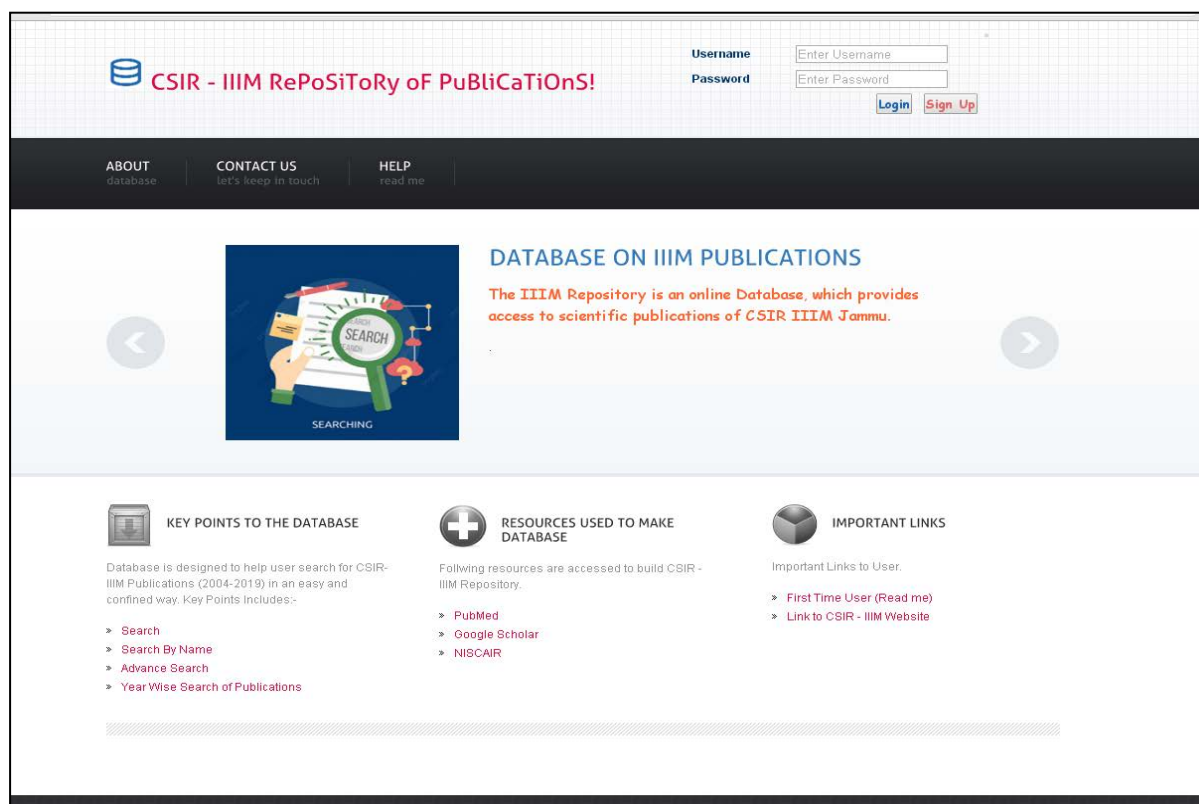 CSIR - IIIM RePoSiToRy oF PuBliCaTiOnS!
Username
Enter Username
Password
Enter Password
Login
Sign Up
ABOUT
database
CONTACT US
let's keep in touch
HELP
read me
SEARCH
SEARCH
SEARCH
SEARCHING
DATABASE ON IIIM PUBLICATIONS
The IIIM Repository is an online Database, which provides
access to scientific publications of CSIR IIIM Jammu.
.
KEY POINTS TO THE DATABASE
Database is designed to help user search for CSIR-
IIIM Publications (2004-2019) in an easy and
confined way. Key Points Includes:-
» Search
» Search By Name
» Advance Search
» Year Wise Search of Publications
RESOURCES USED TO MAKE
DATABASE
Follwing resources are accessed to build CSIR -
IIIM Repository.
» PubMed
» Google Scholar
» NISCAIR
IMPORTANT LINKS
Important Links to User.
» First Time User (Read me)
» Link to CSIR - IIIM Website